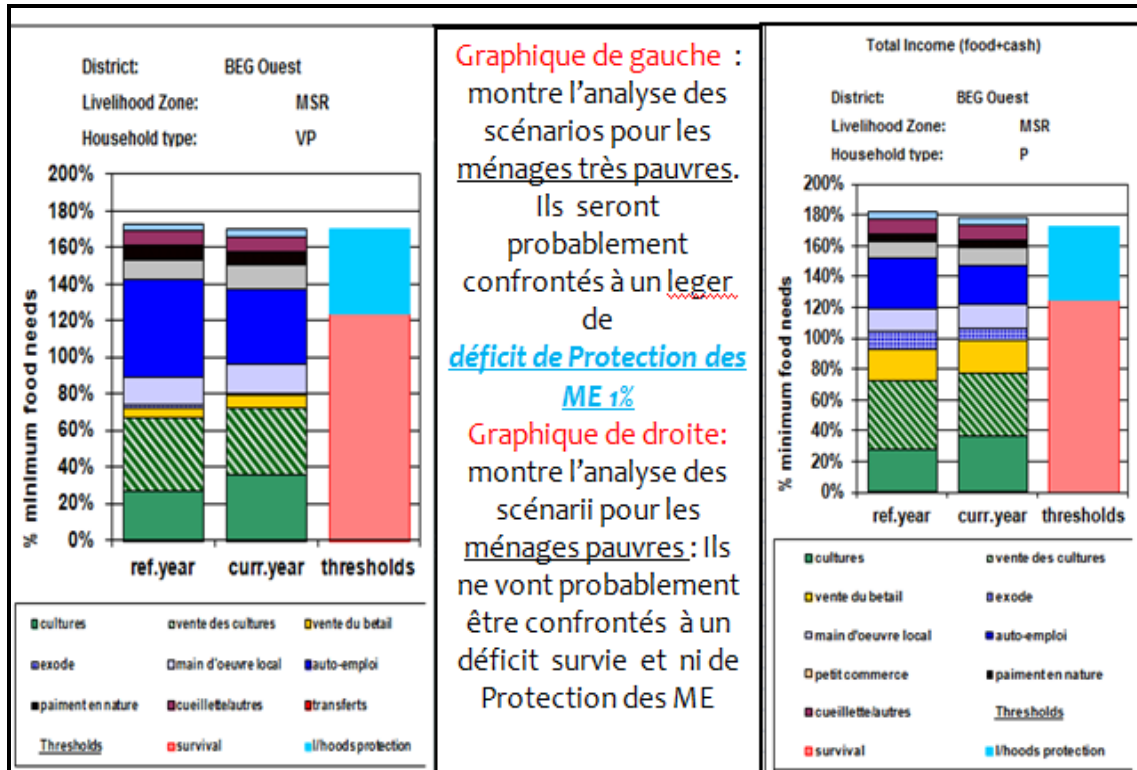 District: BEG Ouest
Livelihood Zone: MSR
Household type: VP
200%
180%
160%
140%
120%
100%
80%
60%
40%
20%
0%
% minimum food needs
ref.year curr.year thresholds
cultures vente des cultures vente du betail
exode main d'oeuvre local auto-emploi
paiment en nature cueillette/autres transferts
Thresholds survival l/hoods protection
Graphique de gauche :
montre l'analyse des
scénarios pour les
ménages très pauvres.
Ils seront
probablement
confrontés à un leger
de
déficit de Protection des
ME 1%
Graphique de droite:
montre l'analyse des
scénarii pour les
ménages pauvres : Ils
ne vont probablement
être confrontés à un
déficit survie et ni de
Protection des ME
Total Income (food+cash)
District: BEG Ouest
Livelihood Zone: MSR
Household type: P
200%
180%
160%
140%
120%
100%
80%
60%
40%
20%
0%
% minimum food needs
ref.year curr.year thresholds
cultures vente des cultures
vente du betail exode
main d'oeuvre local auto-emploi
petit commerce paiment en nature
cueillette/autres Thresholds
survival l/hoods protection